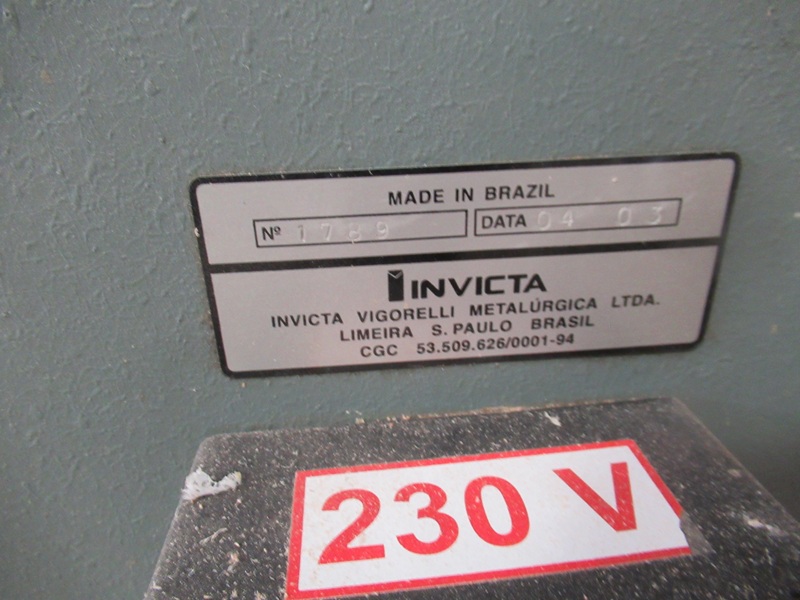 MADE IN BRAZIL
Nº 1789 DATA 04 03
INVICTA
INVICTA VIGORELLI METALÚRGICA LTDA.
LIMEIRA S. PAULO BRASIL
CGC 53.509.626/0001-94
230 V